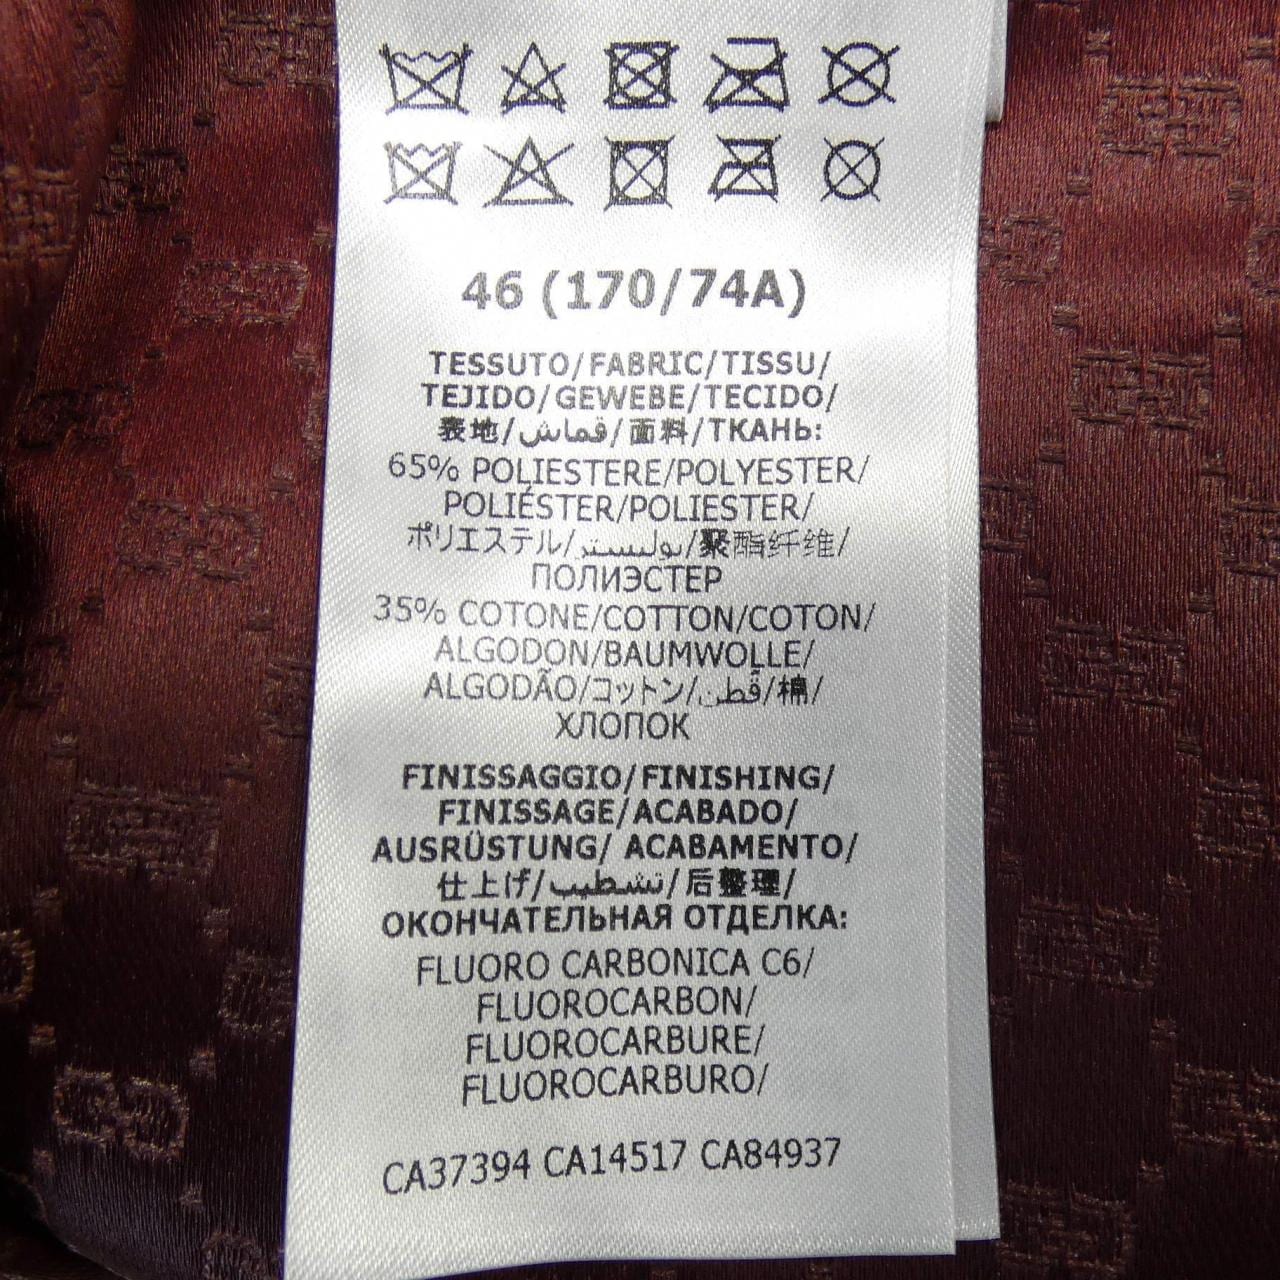 46 (170/74A)
TESSUTO/FABRIC/TISSU/
TEJIDO/GEWEBE/TECIDO/
表地/قماش/面料/ТКАНЬ:
65% POLIESTERE/POLYESTER/
POLIÉSTER/POLIESTER/
ポリエステル/بوليستر/聚酯纤维/
ПОЛИЭСТЕР
35% COTONE/COTTON/COTON/
ALGODON/BAUMWOLLE/
ALGODÃO/コットン/قطن/棉/
ХЛОПОК
FINISSAGGIO/FINISHING/
FINISSAGE/ACABADO/
AUSRÜSTUNG/ ACABAMENTO/
仕上げ/تشطيب/后整理/
ОКОНЧАТЕЛЬНАЯ ОТДЕЛКА:
FLUORO CARBONICA C6/
FLUOROCARBON/
FLUOROCARBURE/
FLUOROCARBURO/
CA37394 CA14517 CA84937